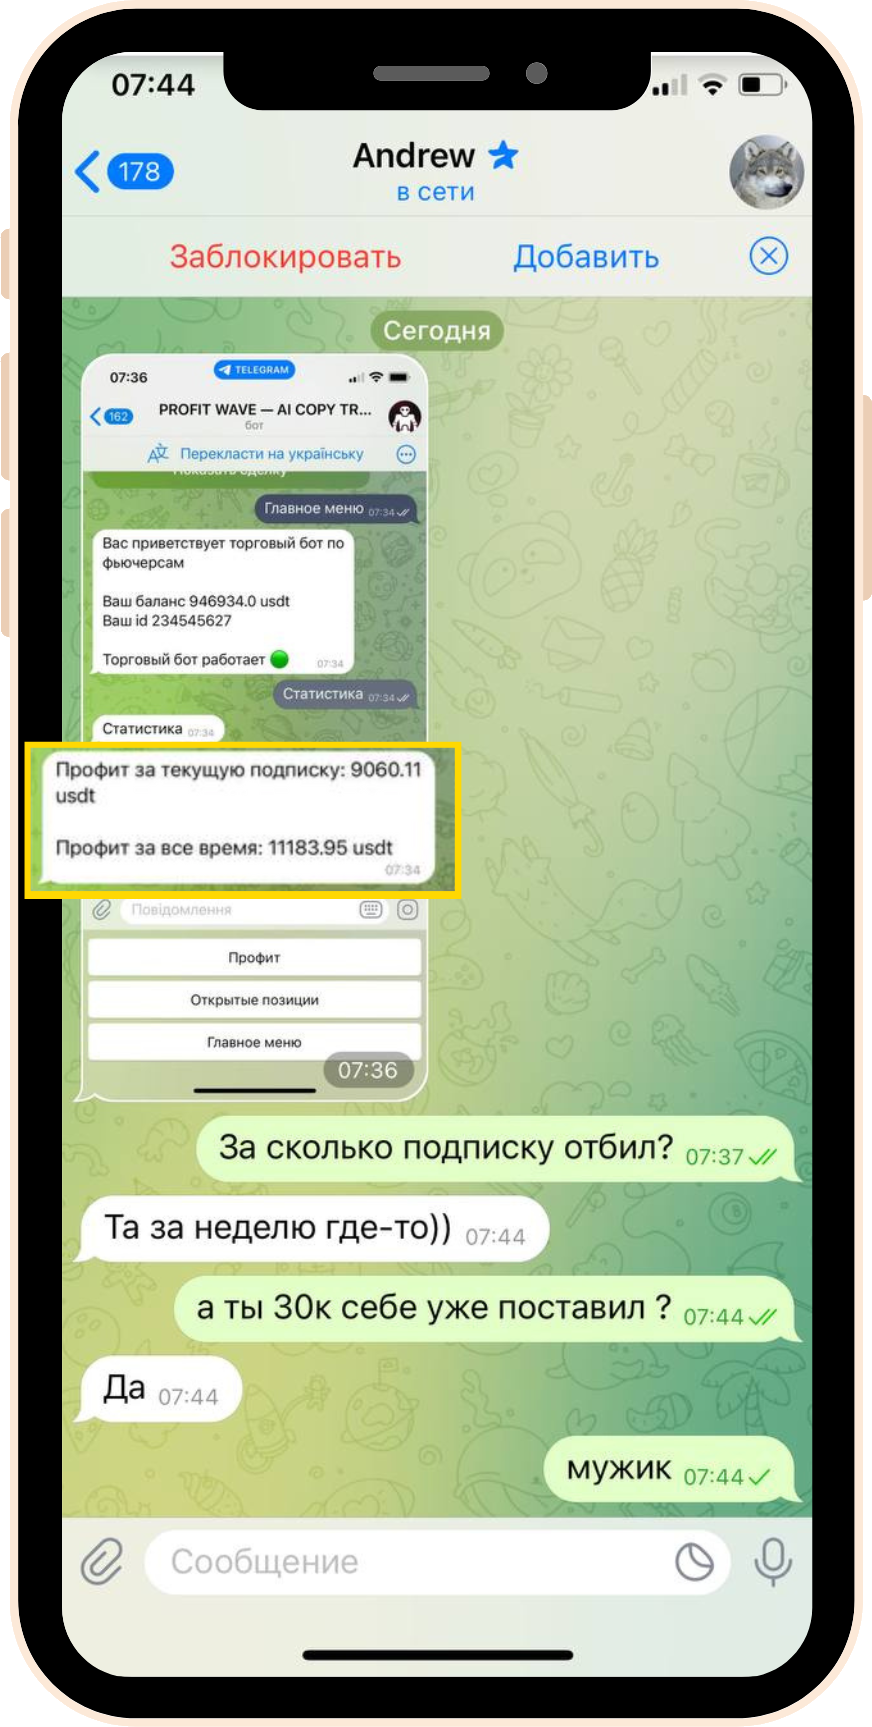 07:44
178
Andrew
в сети
Заблокировать
Добавить
Сегодня
07:36
TELEGRAM
162
PROFIT WAVE — AI COPY TR...
бот
Перекласти на українську
Показать сделку
Главное меню 07:34
Вас приветствует торговый бот по
фьючерсам
Ваш баланс 946934.0 usdt
Ваш id 234545627
Торговый бот работает 07:34
Статистика 07:34
Статистика 07:34
Профит за текущую подписку: 9060.11
usdt
Профит за все время: 11183.95 usdt
07:34
Повідомлення
Профит
Открытые позиции
Главное меню
07:36
За сколько подписку отбил? 07:37
Та за неделю где-то)) 07:44
а ты 30к себе уже поставил ? 07:44
Да 07:44
мужик 07:44
Сообщение